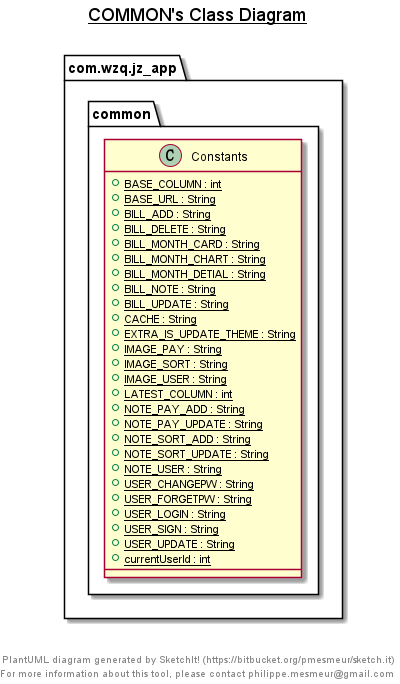 COMMON's Class Diagram
com.wzq.jz_app
common
C Constants
BASE_COLUMN : int
BASE_URL : String
BILL_ADD : String
BILL_DELETE : String
BILL_MONTH_CARD : String
BILL_MONTH_CHART : String
BILL_MONTH_DETIAL : String
BILL_NOTE : String
BILL_UPDATE : String
CACHE : String
EXTRA_IS_UPDATE_THEME : String
IMAGE_PAY : String
IMAGE_SORT : String
IMAGE_USER : String
LATEST_COLUMN : int
NOTE_PAY_ADD : String
NOTE_PAY_UPDATE : String
NOTE_SORT_ADD : String
NOTE_SORT_UPDATE : String
NOTE_USER : String
USER_CHANGEPW : String
USER_FORGETPW : String
USER_LOGIN : String
USER_SIGN : String
USER_UPDATE : String
currentUserId : int
PlantUML diagram generated by SketchIt! (https://bitbucket.org/pmesmeur/sketch.it)
For more information about this tool, please contact philippe.mesmeur@gmail.com